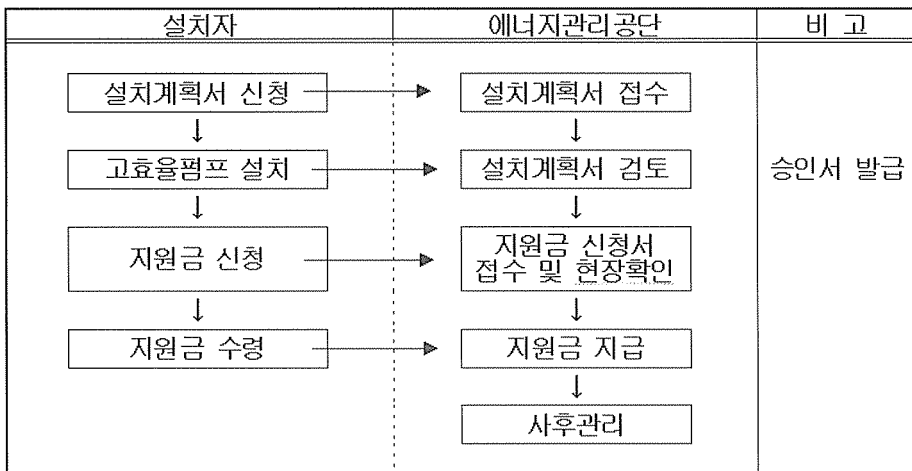 설치자 에너지관리공단 비 고
설치계획서 신청 설치계획서 접수
고효율펌프 설치 설치계획서 검토 승인서 발급
지원금 신청 지원금 신청서
접수 및 현장확인
지원금 수령 지원금 지급
사후관리